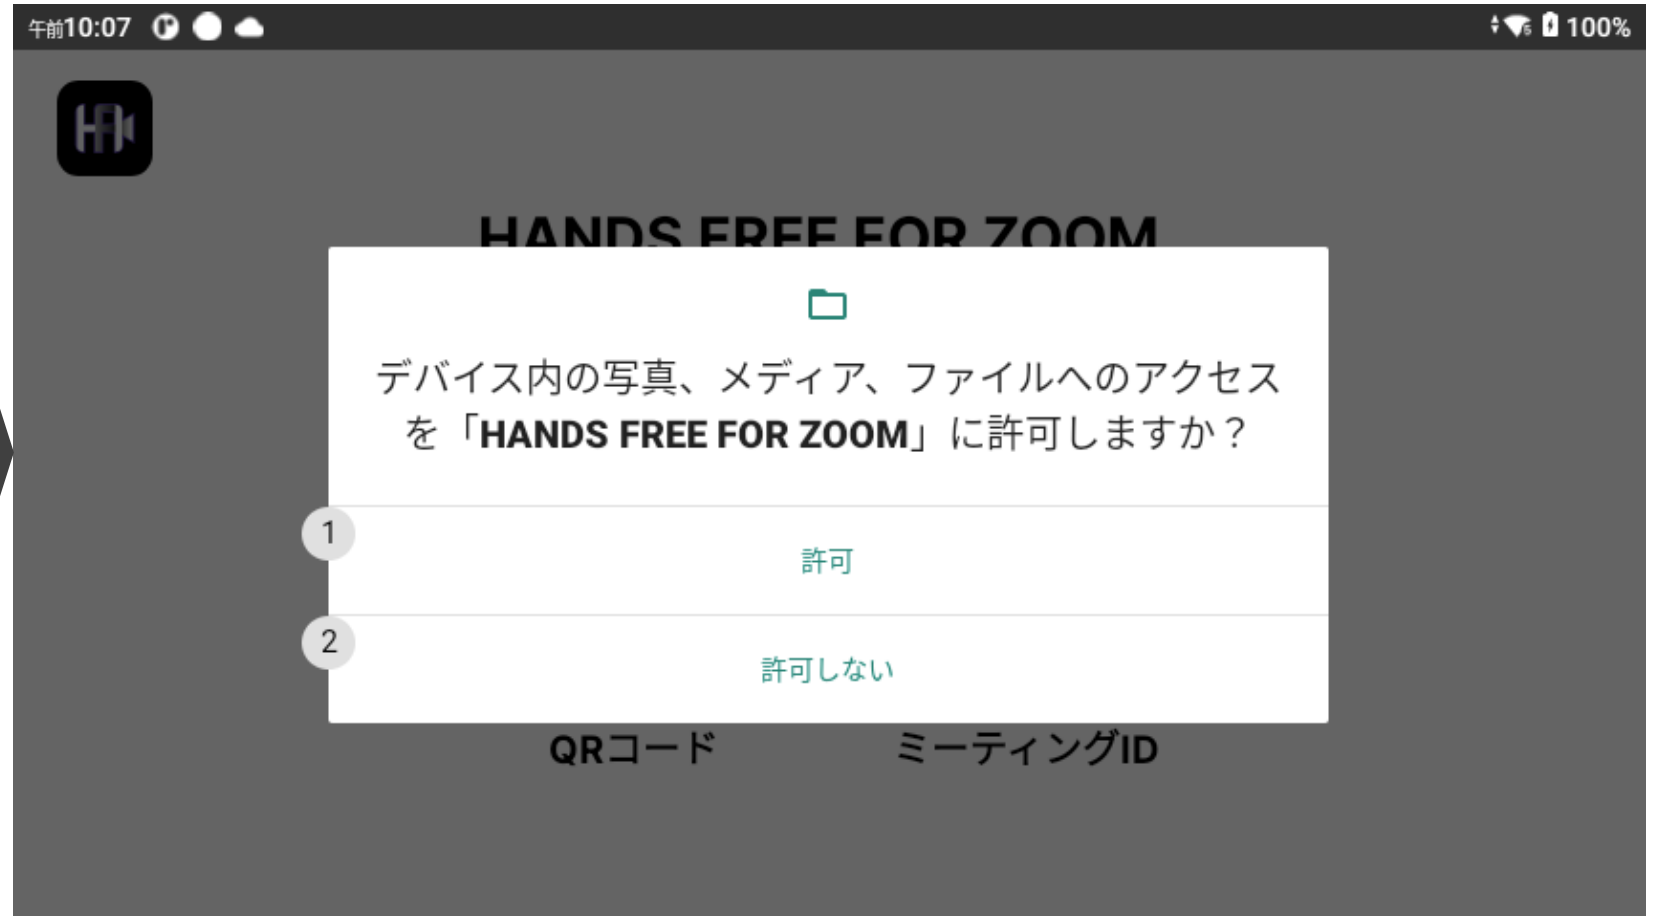 午前10:07 100%
HANDS FREE FOR ZOOM
デバイス内の写真、メディア、ファイルへのアクセス
を「HANDS FREE FOR ZOOM」に許可しますか？
1
許可
2
許可しない
QRコード ミーティングID